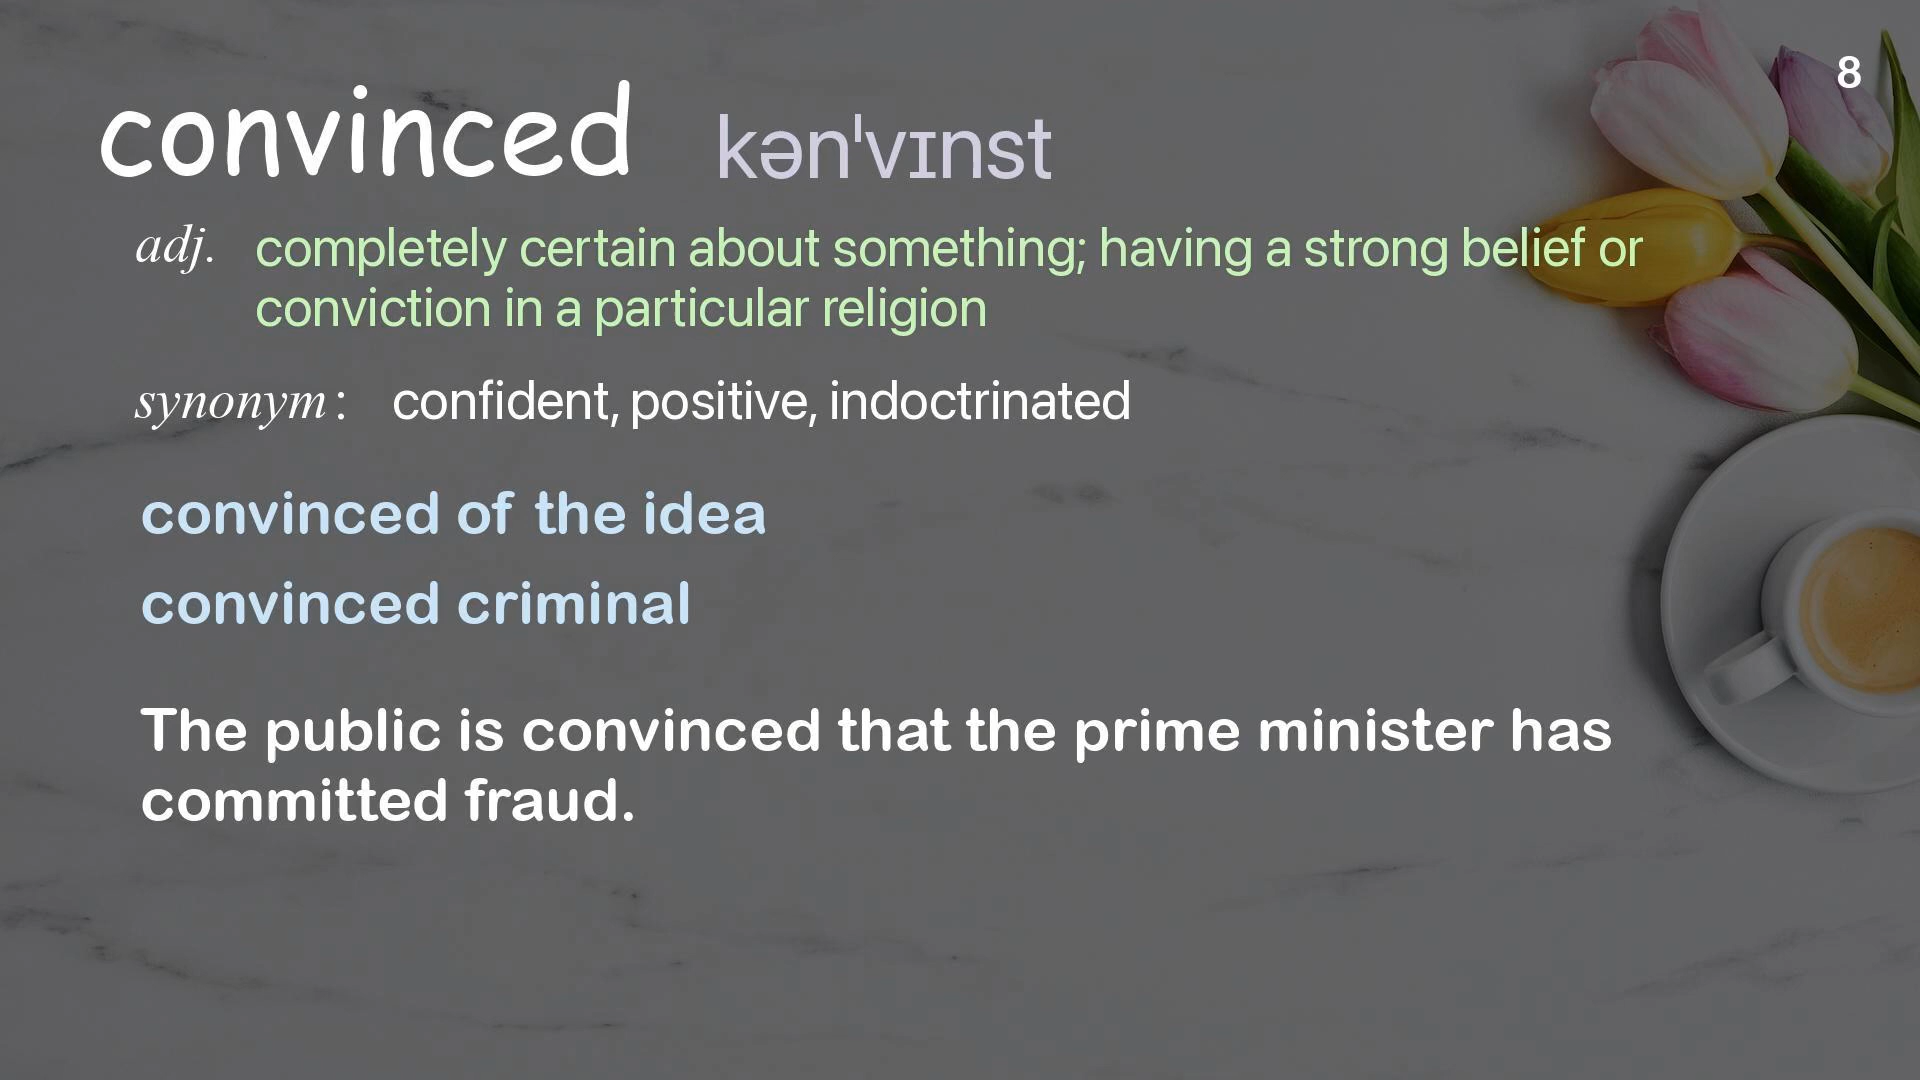 8
convinced kən'vɪnst
adj. completely certain about something; having a strong belief or
conviction in a particular religion
synonym: confident, positive, indoctrinated
convinced of the idea
convinced criminal
The public is convinced that the prime minister has
committed fraud.